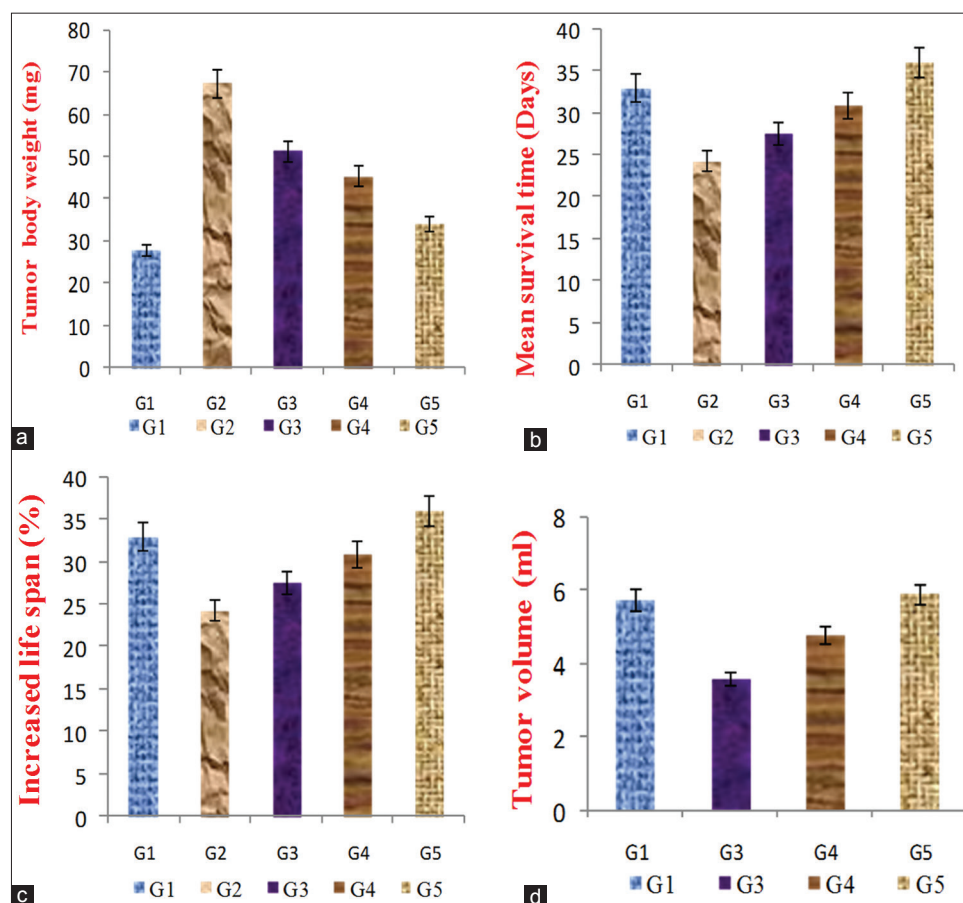 Tumor body weight (mg)
80
70
60
50
40
30
20
10
0
G1 G2 G3 G4 G5
G1 G2 G3 G4 G5
a
Mean survival time (Days)
40
35
30
25
20
15
10
5
0
G1 G2 G3 G4 G5
G1 G2 G3 G4 G5
b
Increased life span (%)
40
35
30
25
20
15
10
5
0
G1 G2 G3 G4 G5
G1 G2 G3 G4 G5
c
Tumor volume (ml)
8
6
4
2
0
G1 G3 G4 G5
G1 G3 G4 G5
d